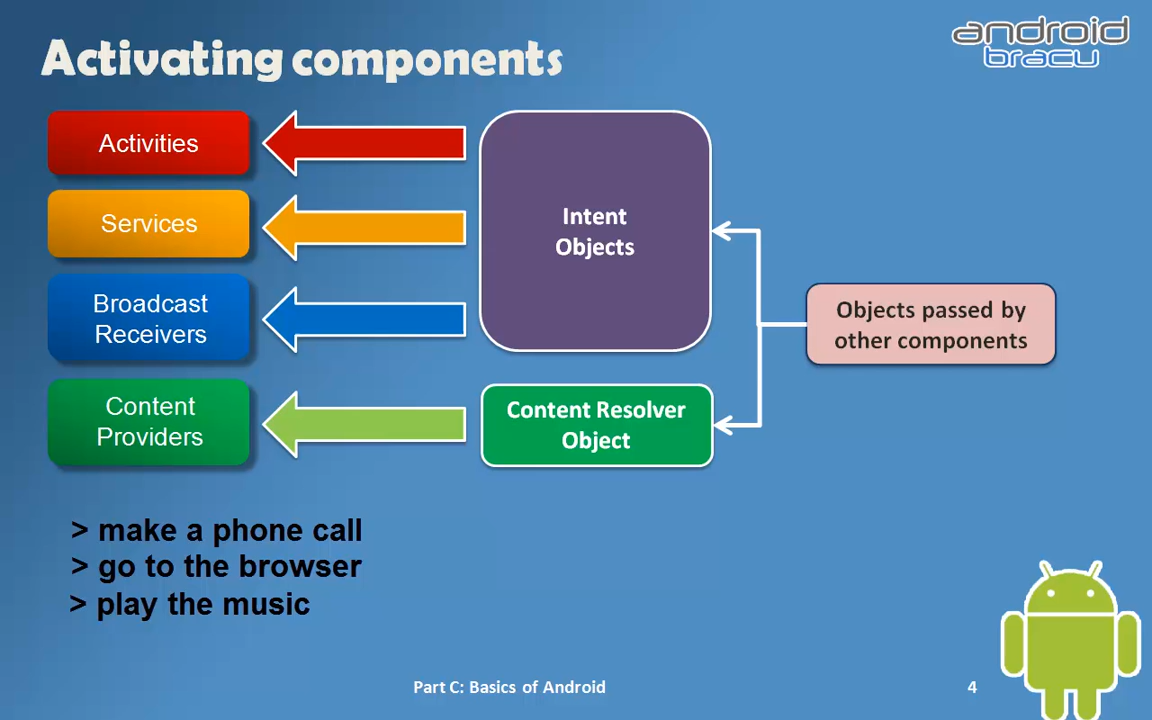 Activating components
android
bracu
Activities
Services
Broadcast
Receivers
Content
Providers
Intent
Objects
Content Resolver
Object
Objects passed by
other components
> make a phone call
> go to the browser
> play the music
Part C: Basics of Android
4